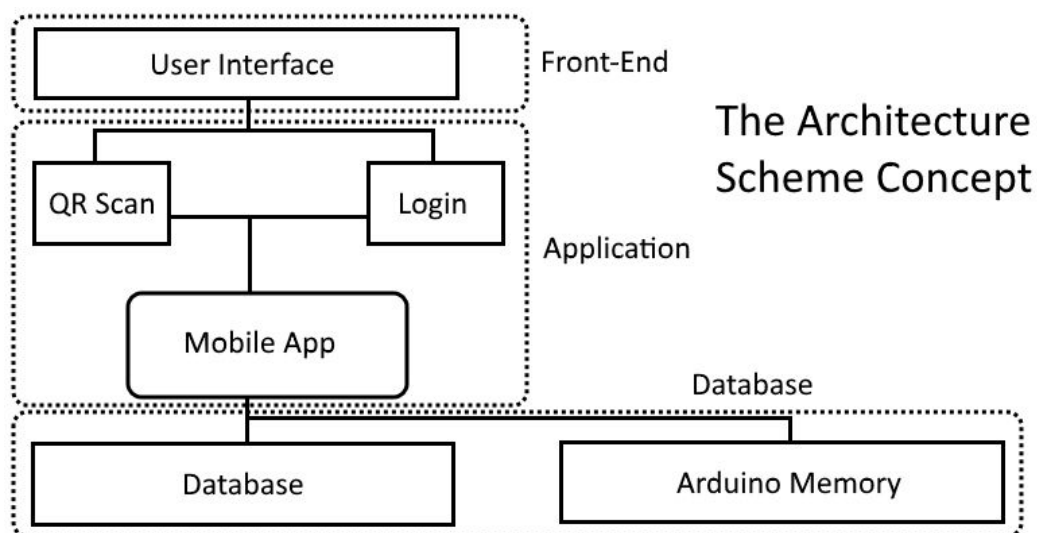 User Interface
Front-End
The Architecture
Scheme Concept
QR Scan
Login
Application
Mobile App
Database
Database
Arduino Memory